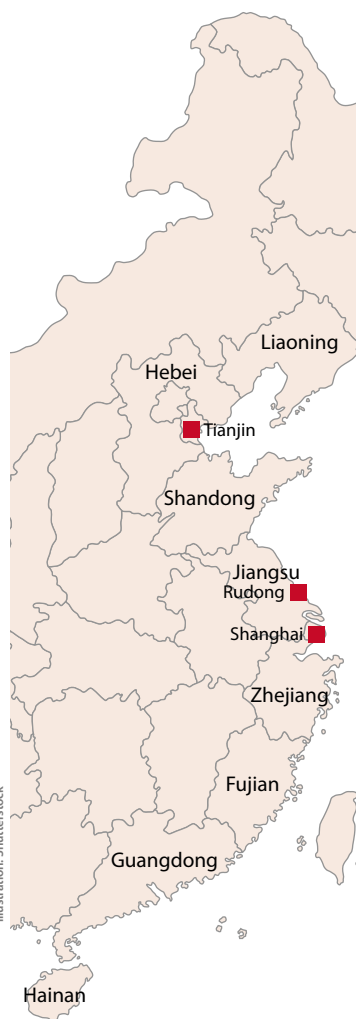 Liaoning
Hebei
Tianjin
Shandong
Jiangsu
Rudong
Shanghai
Zhejiang
Fujian
Guangdong
Hainan
Illustration: Shutterstock